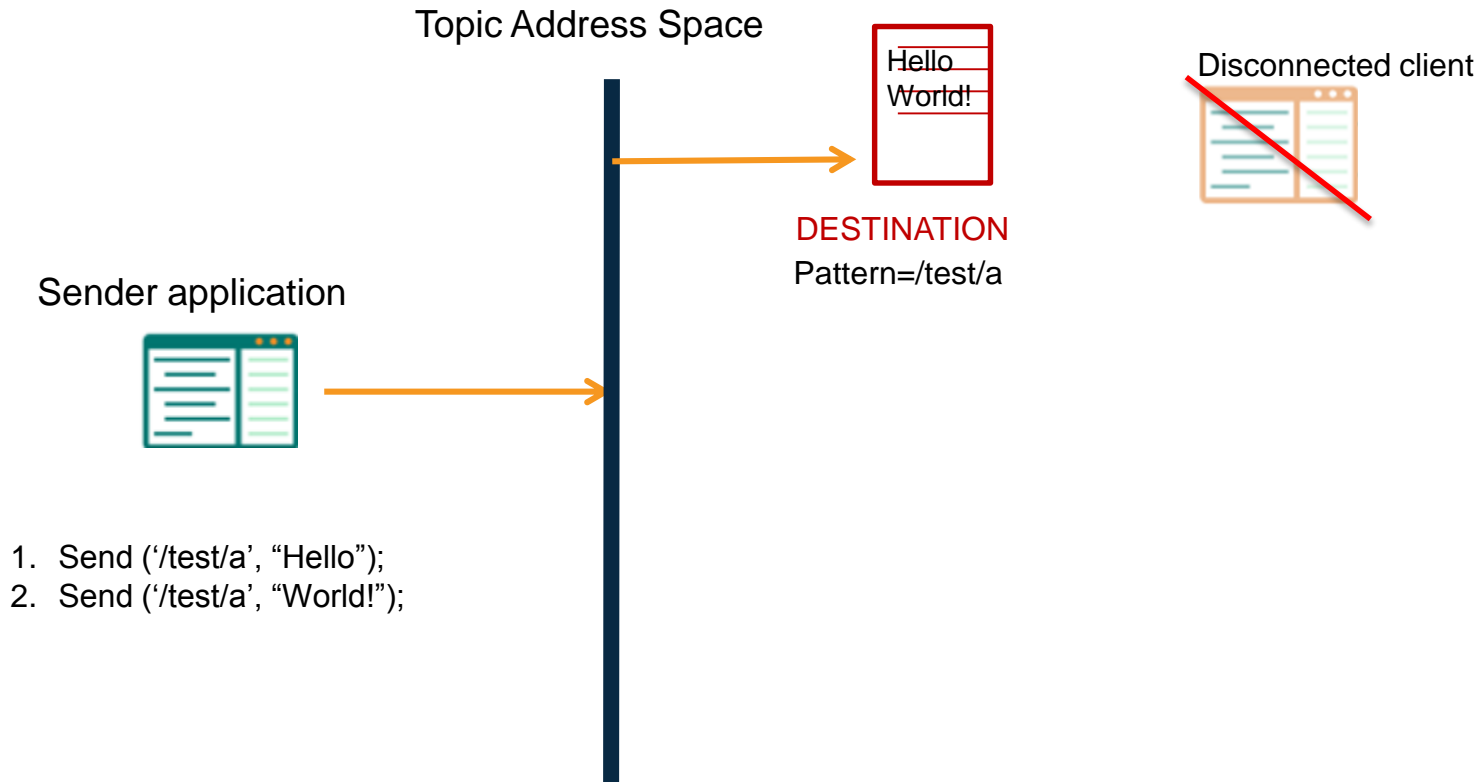 Topic Address Space
Hello
World!
Disconnected client
DESTINATION
Pattern=/test/a
Sender application
1. Send (‘/test/a’, “Hello”);
2. Send (‘/test/a’, “World!”);